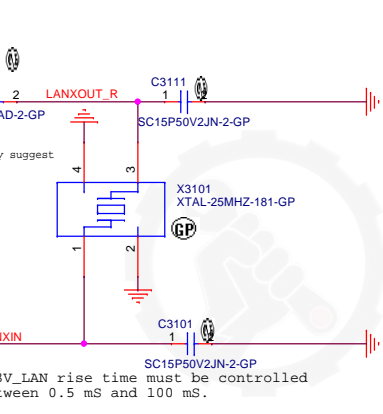 C3111
LANXOUT_R
2
1
2
AD-2-GP
SC15P50V2JN-2-GP
y suggest
4
3
X3101
XTAL-25MHZ-181-GP
GP
1
2
C3101
XIN
1
2
SC15P50V2JN-2-GP
V_LAN rise time must be controlled
tween 0.5 mS and 100 mS.